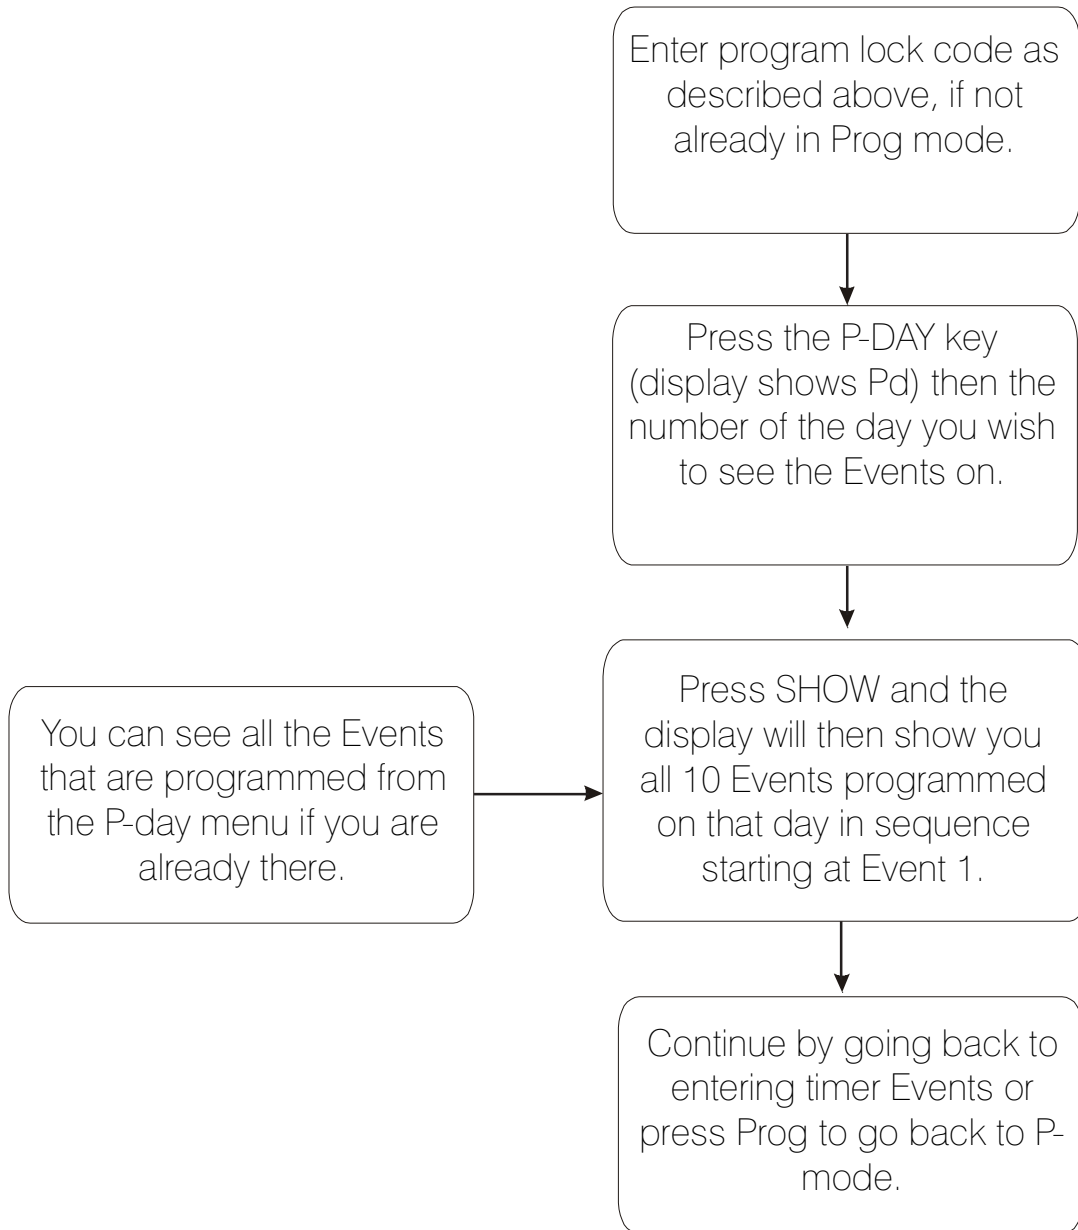 Enter program lock code as
described above, if not
already in Prog mode.
Press the P-DAY key
(display shows Pd) then the
number of the day you wish
to see the Events on.
You can see all the Events
that are programmed from
the P-day menu if you are
already there.
Press SHOW and the
display will then show you
all 10 Events programmed
on that day in sequence
starting at Event 1.
Continue by going back to
entering timer Events or
press Prog to go back to P-
mode.